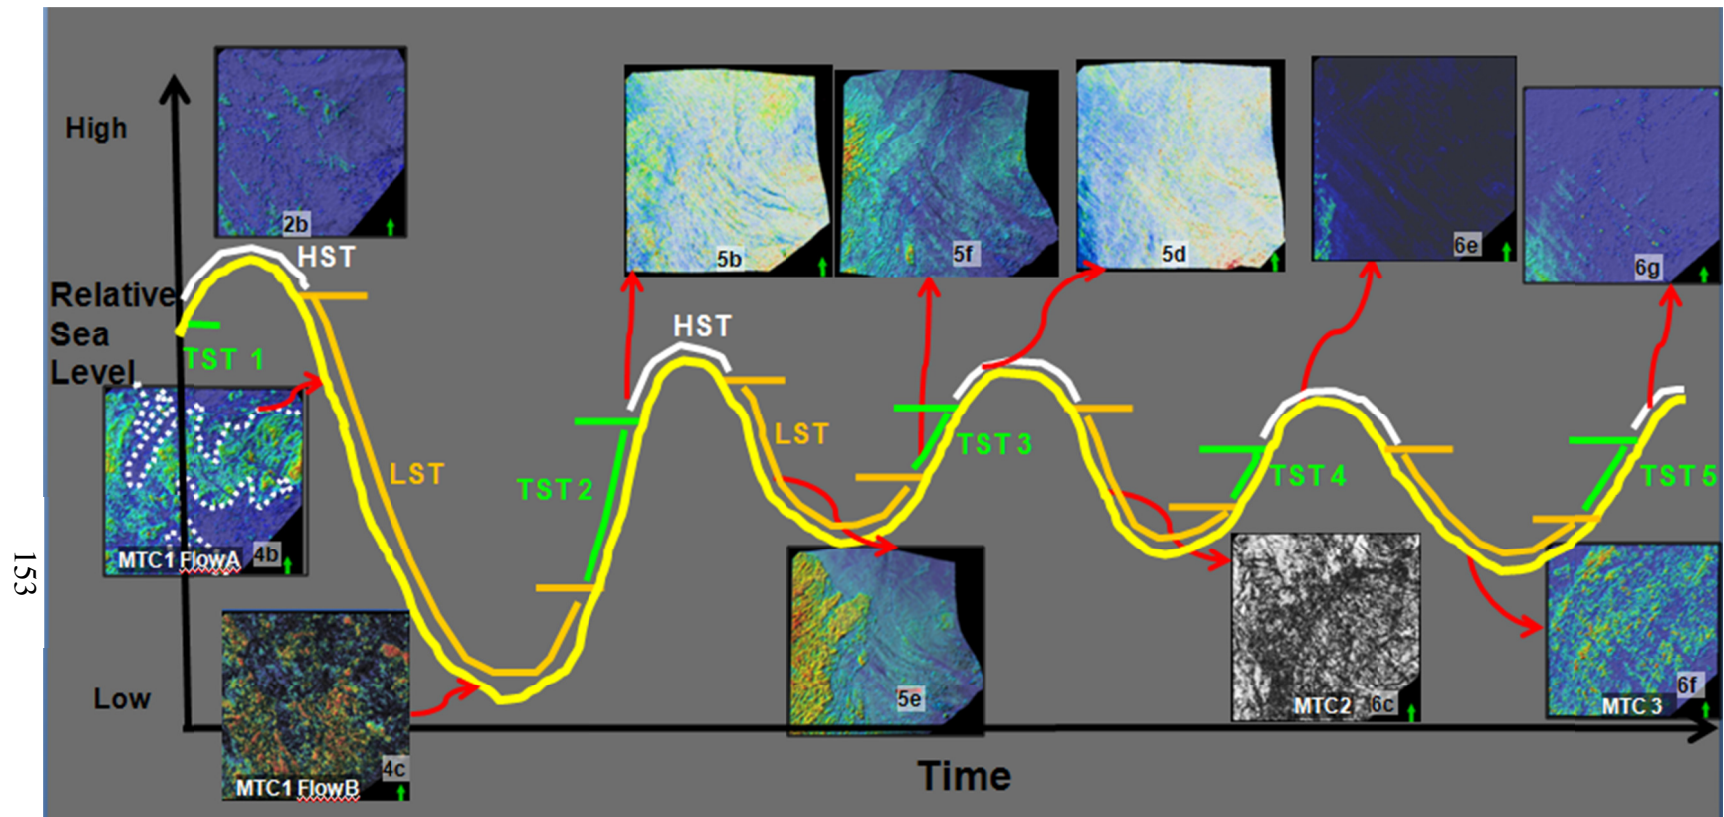 High
2b
HST
Relative
Sea
Level
TST 1
MTC1 FlowA
4b
LST
Low
MTC1 FlowB
4c
5b
5f
5d
6e
6g
HST
TST 2
LST
TST 3
TST 4
TST 5
5e
MTC2
6c
6f
MTC 3
Time
153